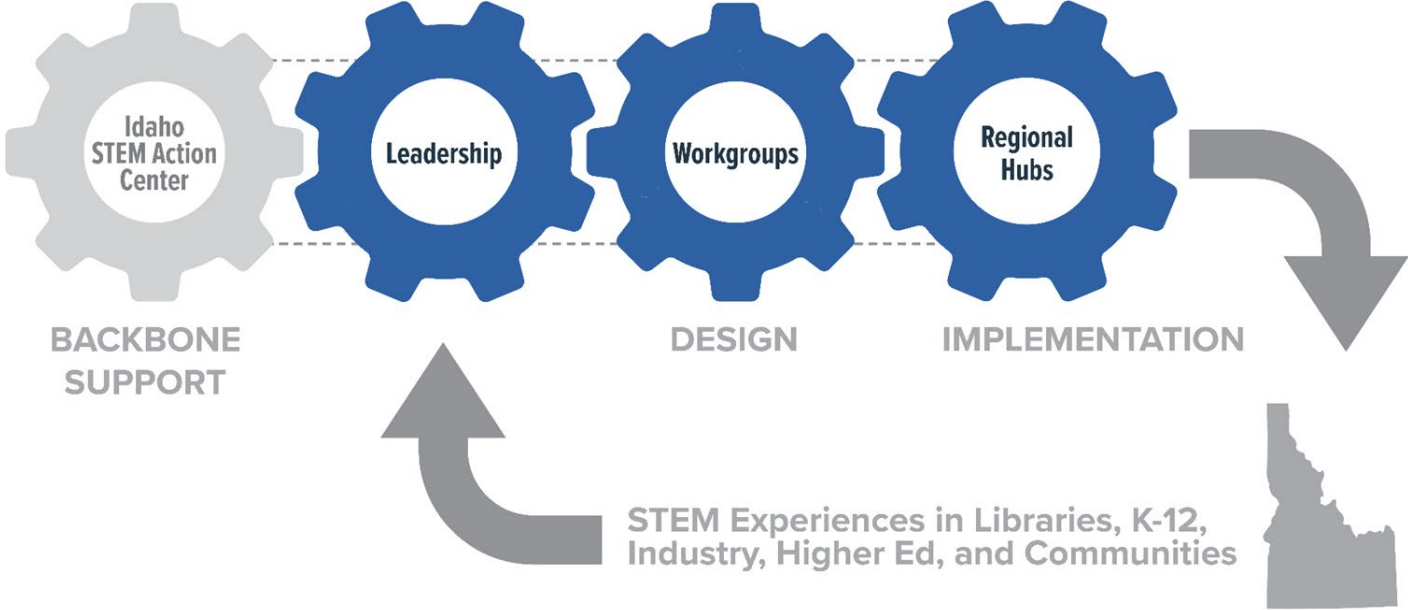 Idaho
STEM Action
Center
Leadership
Workgroups
Regional
Hubs
BACKBONE
SUPPORT
DESIGN
IMPLEMENTATION
STEM Experiences in Libraries, K-12,
Industry, Higher Ed, and Communities